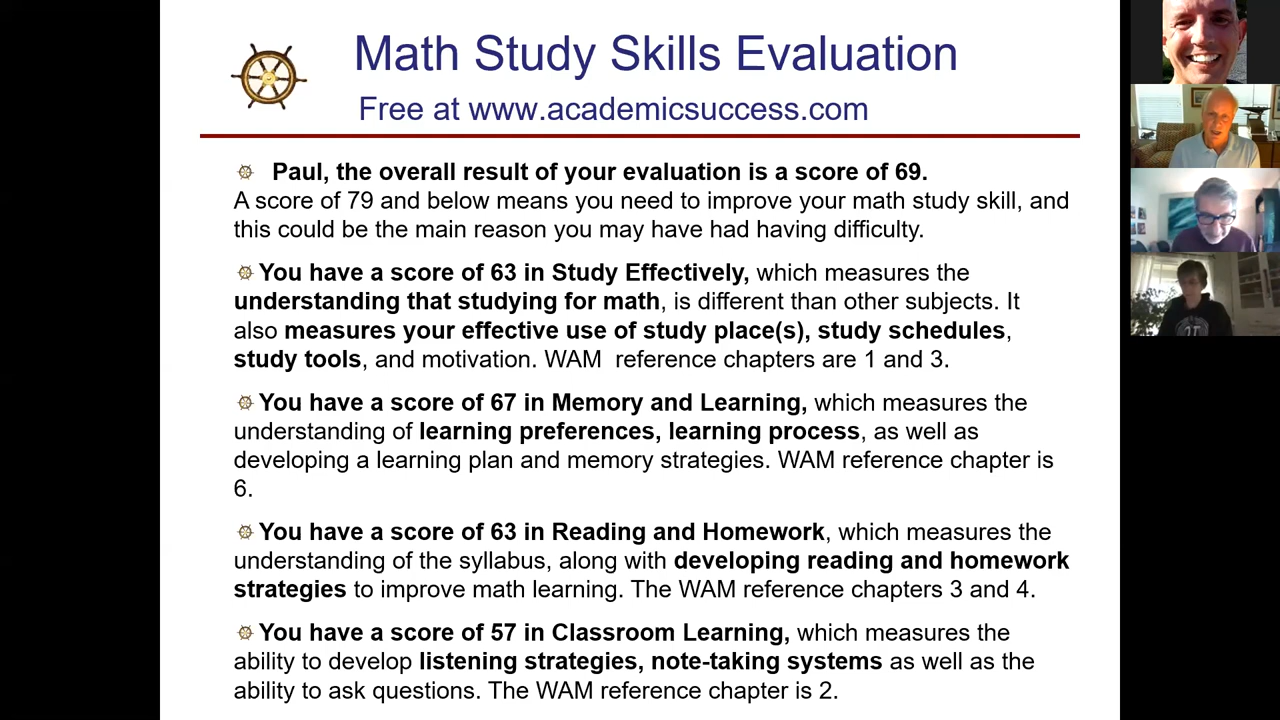 Math Study Skills Evaluation
Free at www.academicsuccess.com
Paul, the overall result of your evaluation is a score of 69.
A score of 79 and below means you need to improve your math study skill, and
this could be the main reason you may have had having difficulty.
You have a score of 63 in Study Effectively, which measures the
understanding that studying for math, is different than other subjects. It
also measures your effective use of study place(s), study schedules,
study tools, and motivation. WAM reference chapters are 1 and 3.
You have a score of 67 in Memory and Learning, which measures the
understanding of learning preferences, learning process, as well as
developing a learning plan and memory strategies. WAM reference chapter is
6.
You have a score of 63 in Reading and Homework, which measures the
understanding of the syllabus, along with developing reading and homework
strategies to improve math learning. The WAM reference chapters 3 and 4.
You have a score of 57 in Classroom Learning, which measures the
ability to develop listening strategies, note-taking systems as well as the
ability to ask questions. The WAM reference chapter is 2.